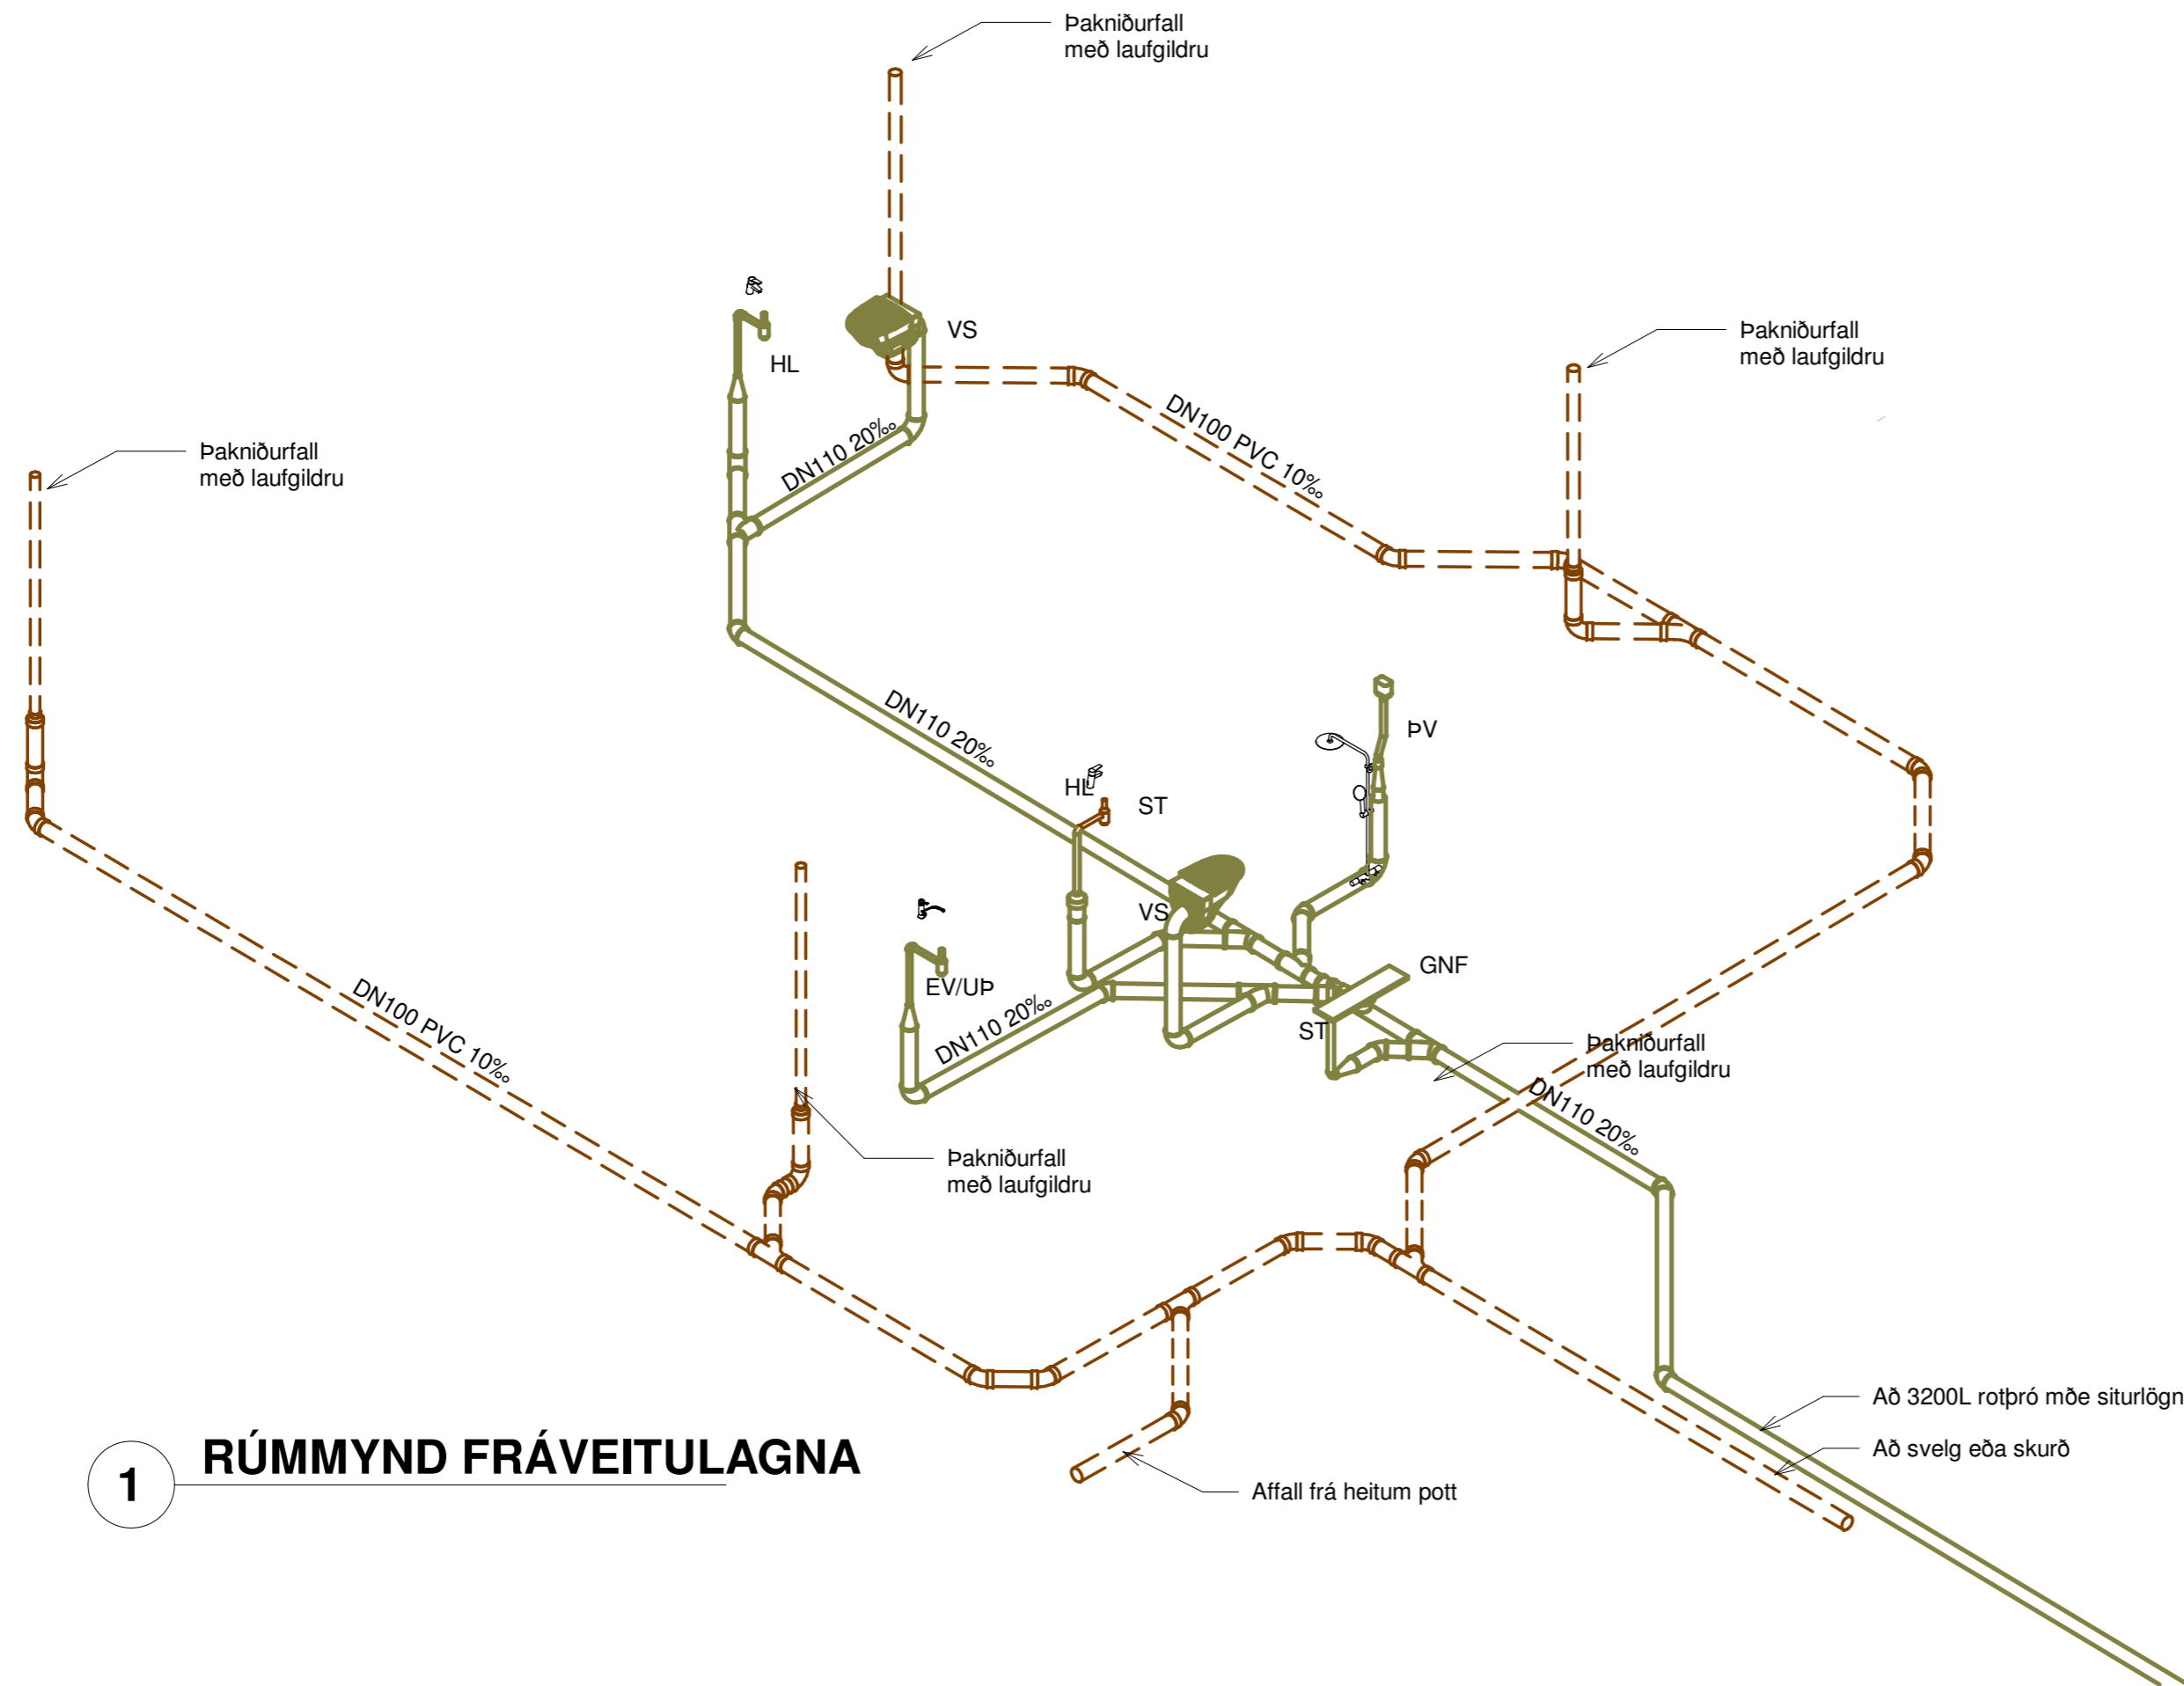 Þakniðurfall
með laufgildru
VS
HL
Þakniðurfall
með laufgildru
DN100 PVC 10‰
DN110 20‰
Þakniðurfall
með laufgildru
DN110 20‰
ÞV
HL
ST
VS
GNF
EV/UÞ
DN110 20‰
ST
DN100 PVC 10‰
Þakniðurfall
með laufgildru
DN110 20‰
Þakniðurfall
með laufgildru
Að 3200L rotþró mðe siturlögn
Að svelg eða skurð
Affall frá heitum pott
1
RÚMMYND FRÁVEITULAGNA